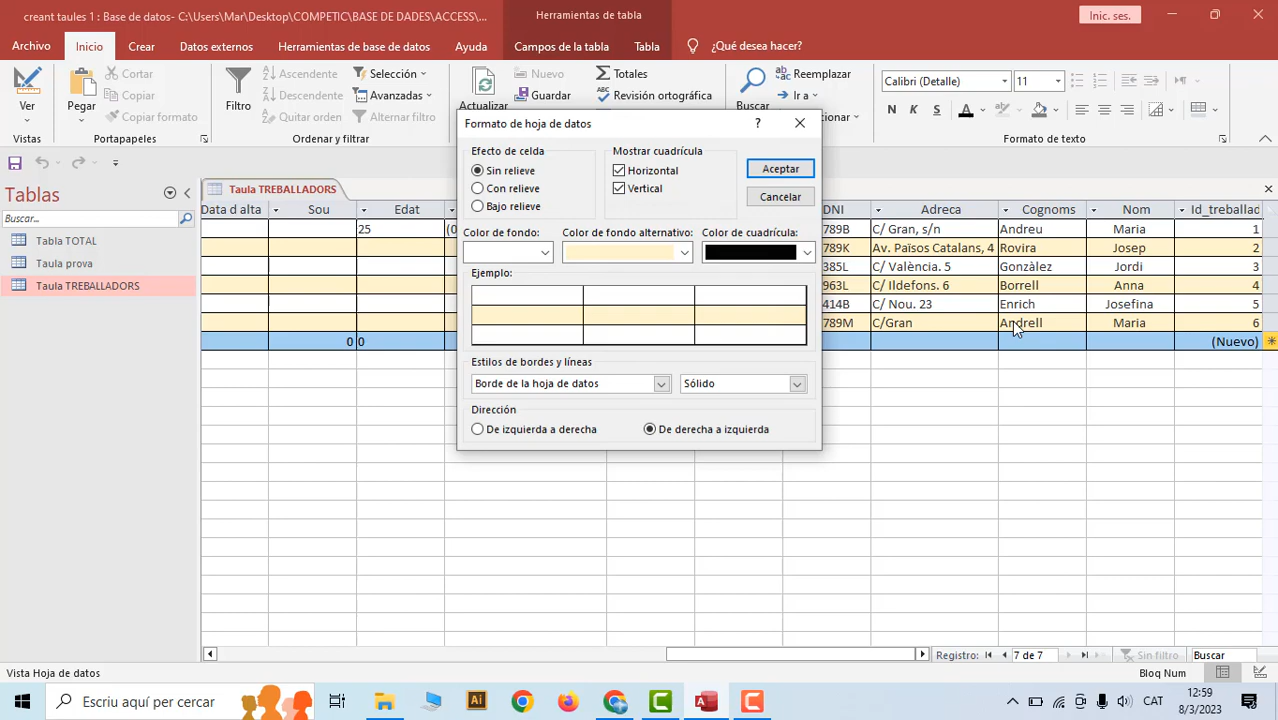 creant taules 1 : Base de datos- C:\Users\Mar\Desktop\COMPETIC\BASE DE DADES\ACCESS\...
Herramientas de tabla
Inic. ses.
Archivo Inicio Crear Datos externos Herramientas de base de datos Ayuda Campos de la tabla Tabla ¿Qué desea hacer?
Ver
Pegar
Cortar
Copiar
Copiar formato
Filtro
Ascendente
Descendente
Quitar orden
Selección
Avanzadas
Alternar filtro
Actualizar
Nuevo
Guardar
Totales
Revisión ortográfica
Buscar
Reemplazar
Ir a
Calibri (Detalle) 11
N K S A
Vistas Portapapeles Ordenar y filtrar Formato de texto
Tablas
Buscar...
Tabla TOTAL
Taula prova
Taula TREBALLADORS
Taula TREBALLADORS
Data d alta Sou Edat DNI Adreca Cognoms Nom Id_treballad
25 (0 789B C/ Gran, s/n Andreu Maria 1
789K Av. Països Catalans, 4 Rovira Josep 2
385L C/ València. 5 Gonzàlez Jordi 3
963L C/ Ildefons. 6 Borrell Anna 4
414B C/ Nou. 23 Enrich Josefina 5
789M C/Gran Andrell Maria 6
0 0 (Nuevo)
Formato de hoja de datos ?
Efecto de celda
Sin relieve
Con relieve
Bajo relieve
Mostrar cuadrícula
Horizontal
Vertical
Aceptar
Cancelar
Color de fondo: Color de fondo alternativo: Color de cuadrícula:
Ejemplo:
Estilos de bordes y líneas
Borde de la hoja de datos Sólido
Dirección
De izquierda a derecha De derecha a izquierda
Registro: 7 de 7 Sin filtro Buscar
Vista Hoja de datos Bloq Num
Escriu aquí per cercar
Ai
CAT
12:59
8/3/2023